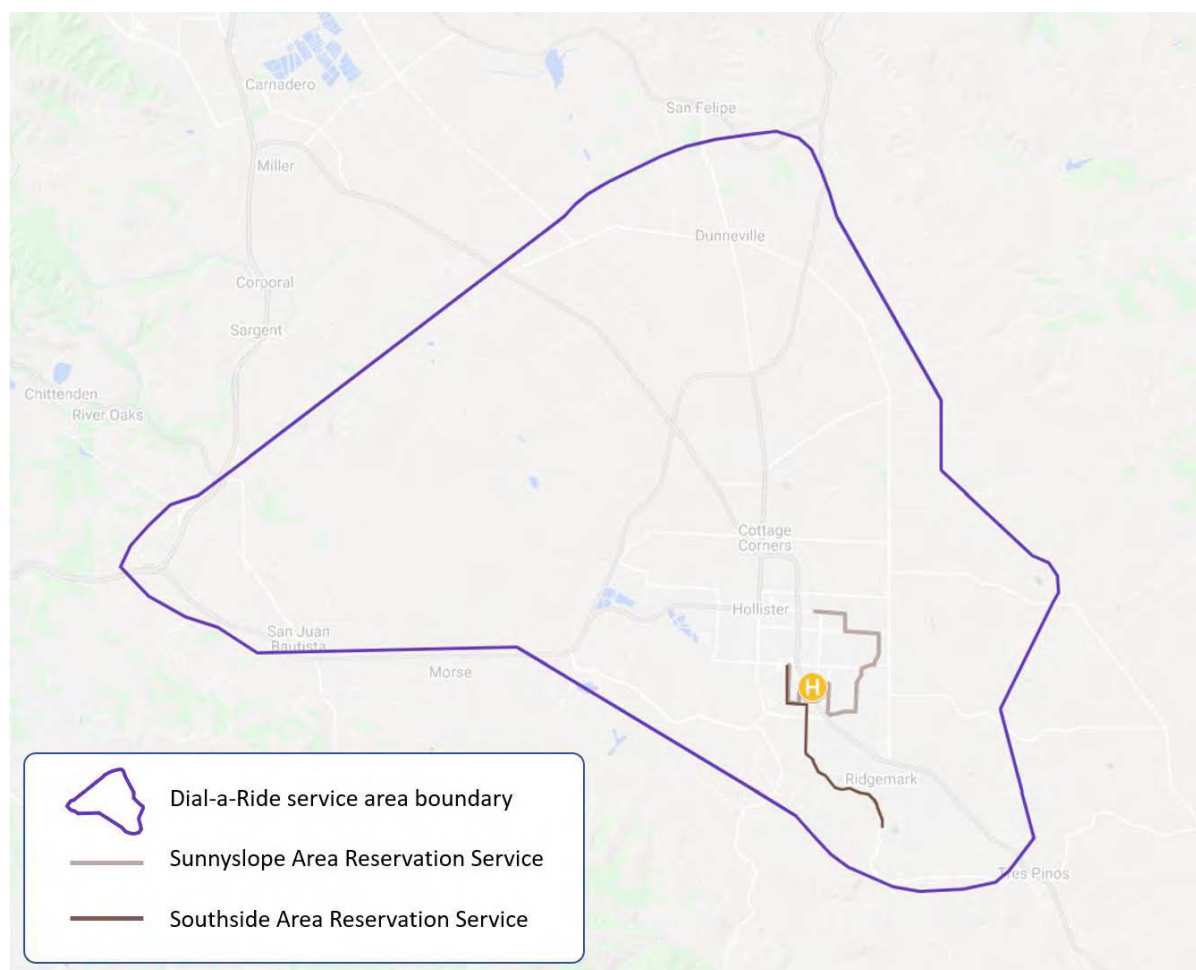 Carnadero
San Felipe
Miller
Dunneville
Corporal
Sargent
Chittenden
River Oaks
Cottage
Corners
Hollister
San Juan
Bautista
Morse
H
Ridgemark
Tres Pinos
Dial-a-Ride service area boundary
Sunnyslope Area Reservation Service
Southside Area Reservation Service